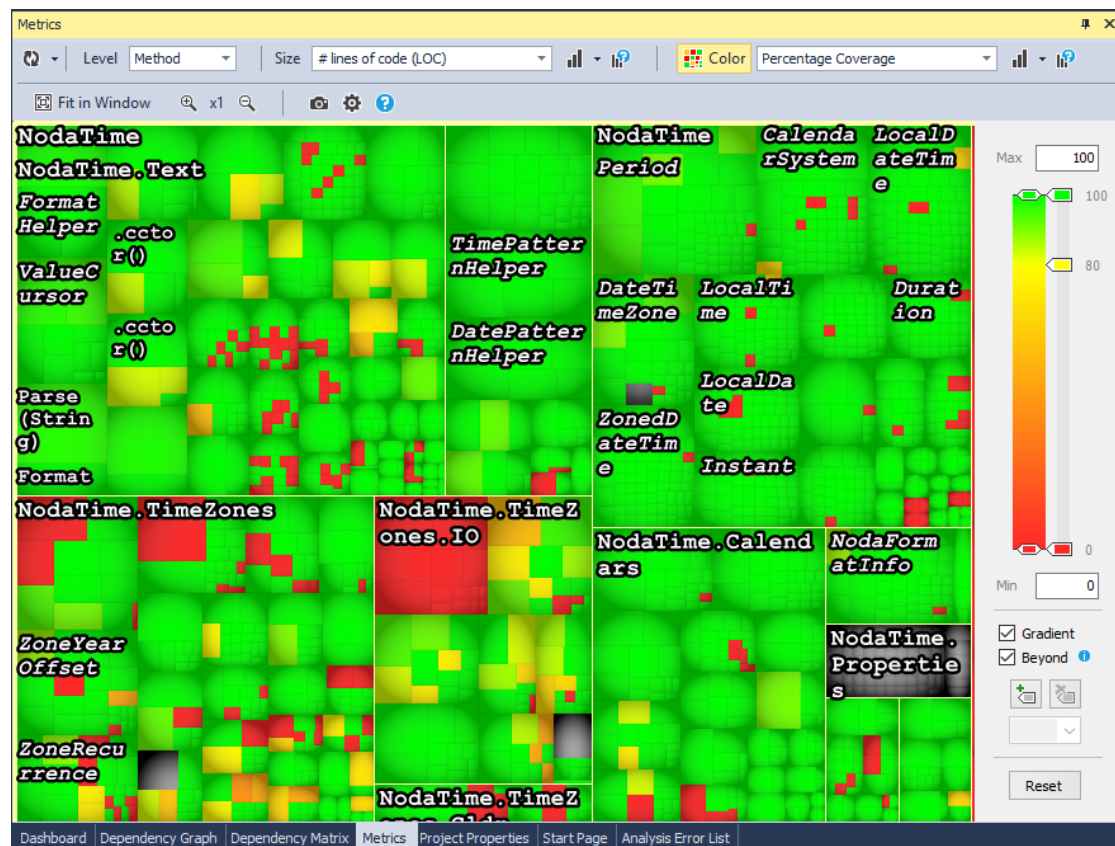 Metrics
Level Method Size # lines of code (LOC) Color Percentage Coverage
Fit in Window x1
NodaTime
NodaTime.Text
Format
Helper
ValueC
ursor
.ccto
r()
.ccto
r()
Parse
(Strin
g)
Format
TimePatter
nHelper
DatePatter
nHelper
NodaTime
Period
Calenda
rSystem
LocalD
ateTim
e
DateTi
meZone
LocalTi
me
Durat
ion
LocalDa
te
ZonedD
ateTim
e
Instant
NodaTime.TimeZones
ZoneYear
Offset
ZoneRecu
rrence
NodaTime.TimeZ
ones.IO
NodaTime.TimeZ
NodaTime.Calend
ars
NodaForm
atInfo
NodaTime.
Propertie
s
Max 100
100
80
0
Min 0
Gradient
Beyond
Reset
Dashboard Dependency Graph Dependency Matrix Metrics Project Properties Start Page Analysis Error List